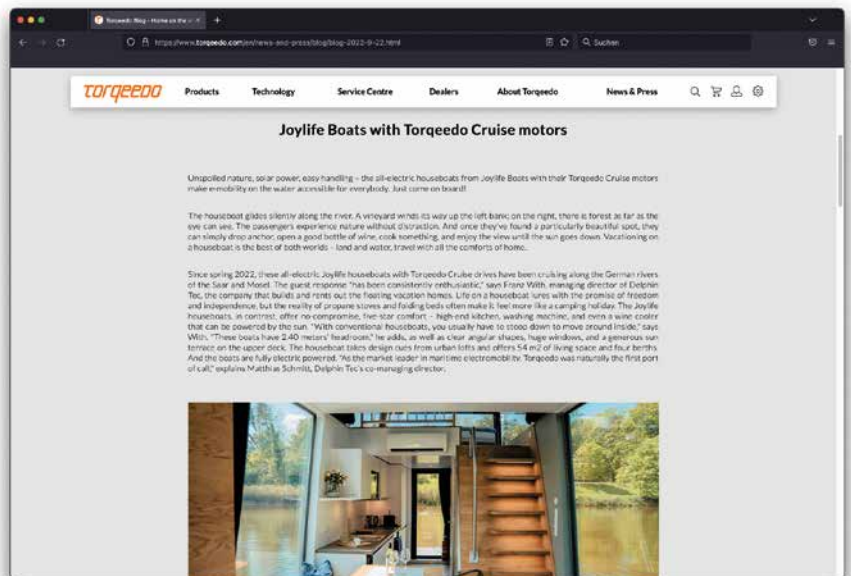 Torqeedo Blog - Home on the w
https://www.torqeedo.com/en/news-and-press/blog/blog-2022-9-22.html
Suchen
TORQEEDO
Products
Technology
Service Centre
Dealers
About Torqeedo
News & Press
Joylife Boats with Torqeedo Cruise motors
Unspoiled nature, solar power, easy handling – the all-electric houseboats from Joylife Boats with their Torqeedo Cruise motors
make e-mobility on the water accessible for everybody. Just come on board!
The houseboat glides silently along the river. A vineyard winds its way up the left bank; on the right, there is forest as far as the
eye can see. The passengers experience nature without distraction. And once they've found a particularly beautiful spot, they
can simply drop anchor, open a good bottle of wine, cook something, and enjoy the view until the sun goes down. Vacationing on
a houseboat is the best of both worlds – land and water, travel with all the comforts of home.
Since spring 2022, these all-electric Joylife houseboats with Torqeedo Cruise drives have been cruising along the German rivers
of the Saar and Mosel. The guest response "has been consistently enthusiastic," says Franz With, managing director of Delphin
Tec, the company that builds and rents out the floating vacation homes. Life on a houseboat lures with the promise of freedom
and independence, but the reality of propane stoves and folding beds often make it feel more like a camping holiday. The Joylife
houseboats, in contrast, offer no-compromise, five-star comfort – high-end kitchen, washing machine, and even a wine cooler
that can be powered by the sun. "With conventional houseboats, you usually have to stoop down to move around inside," says
With. "These boats have 2.40 meters' headroom," he adds, as well as clear angular shapes, huge windows, and a generous sun
terrace on the upper deck. The houseboat takes design cues from urban lofts and offers 54 m2 of living space and four berths.
And the boats are fully electric powered. "As the market leader in maritime electromobility, Torqeedo was naturally the first port
of call," explains Matthias Schmitt, Delphin Tec's co-managing director.